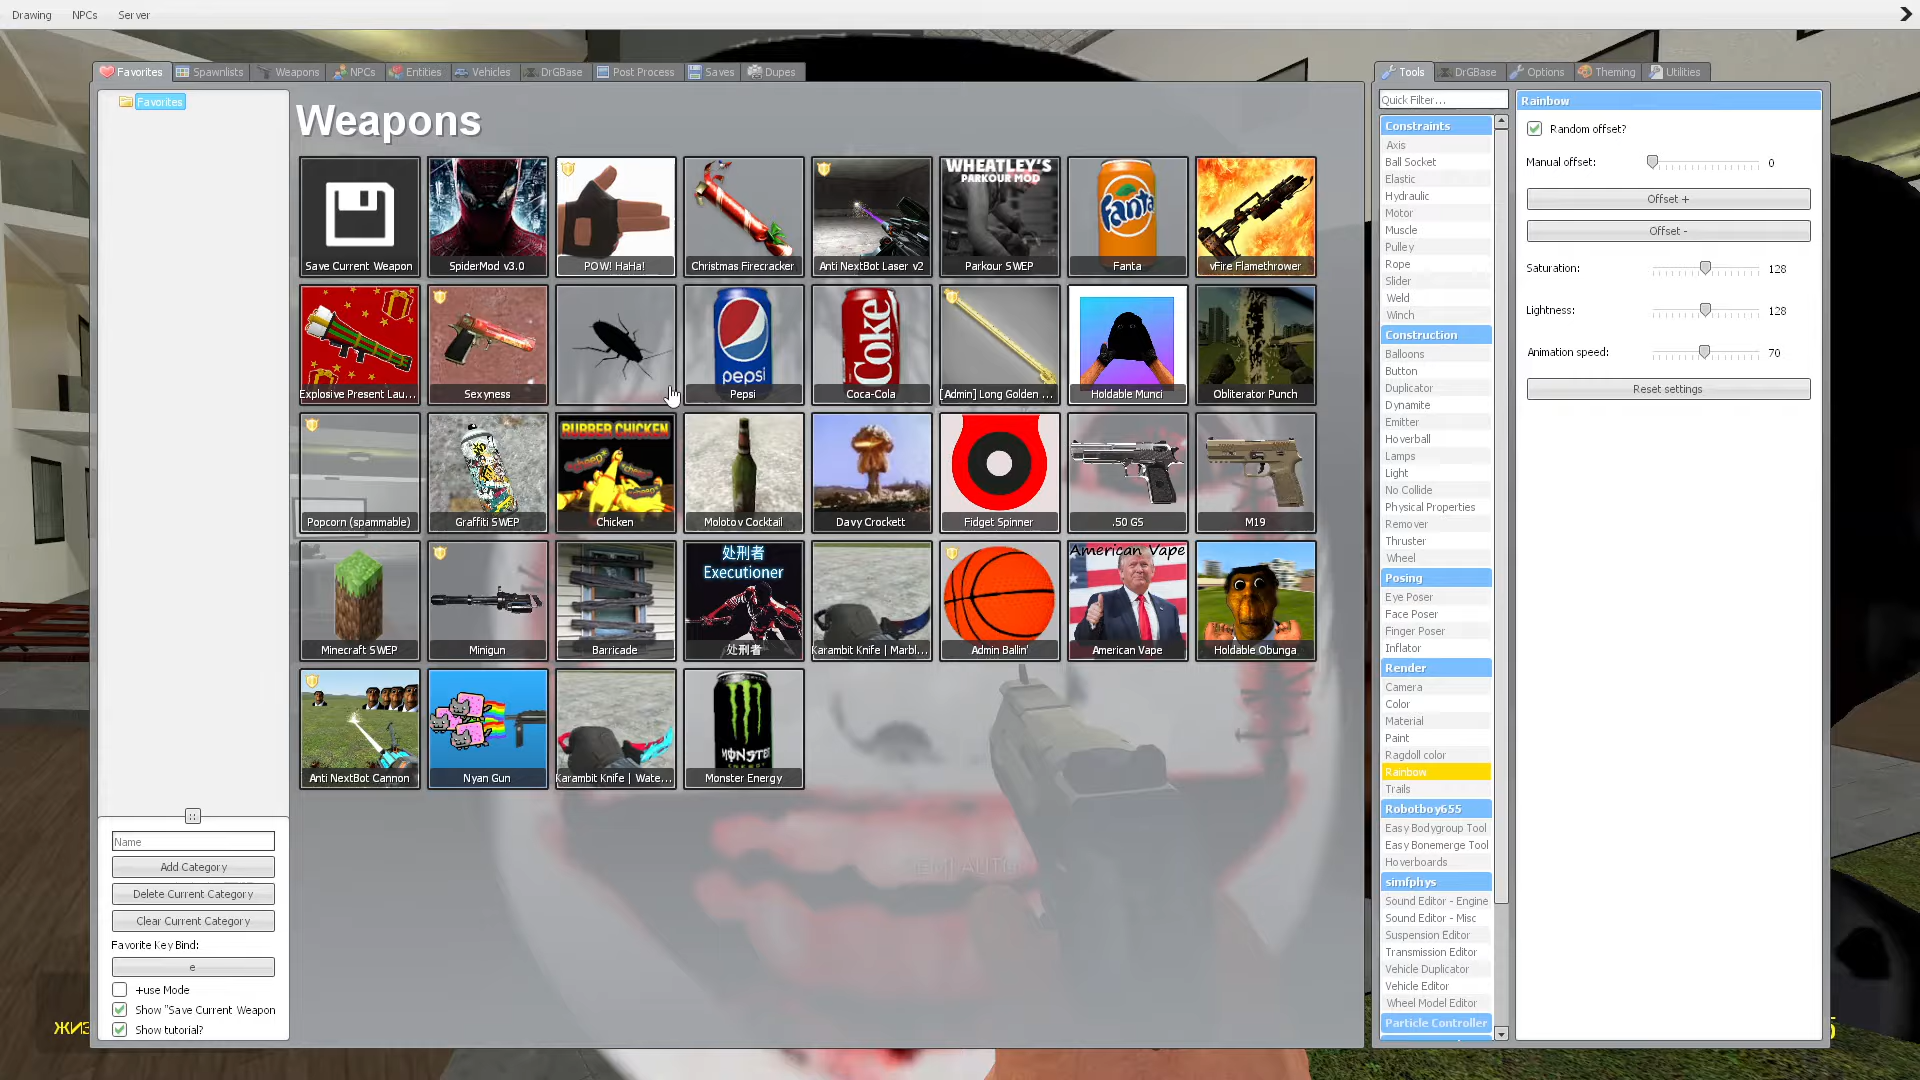 Drawing NPCs Server
Favorites Spawnlists Weapons NPCs Entities Vehicles DrGBase Post Process Saves Dupes
Favorites
Weapons
WHEATLEY'S
PARKOUR MOD
Fanta
Save Current Weapon SpiderMod v3.0 POW! HaHa! Christmas Firecracker Anti NextBot Laser v2 Parkour SWEP Fanta vFire Flamethrower
pepsi
Coke
Explosive Present Lau... Sexyness Pepsi Coca-Cola [Admin] Long Golden ... Holdable Munci Obliterator Punch
RUBBER CHICKEN
Popcorn (spammable) Graffiti SWEP Chicken Molotov Cocktail Davy Crockett Fidget Spinner .50 GS M19
处刑者
Executioner
American Vape
Minecraft SWEP Minigun Barricade 处刑者 Karambit Knife | Marbl... Admin Ballin' American Vape Holdable Obunga
MONSTER
Anti NextBot Cannon Nyan Gun Karambit Knife | Wate... Monster Energy
Name
Add Category
Delete Current Category
Clear Current Category
Favorite Key Bind:
e
+use Mode
Show "Save Current Weapon
Show tutorial?
Tools DrGBase Options Theming Utilities
Quick Filter...
Constraints
Axis
Ball Socket
Elastic
Hydraulic
Motor
Muscle
Pulley
Rope
Slider
Weld
Winch
Construction
Balloons
Button
Duplicator
Dynamite
Emitter
Hoverball
Lamps
Light
No Collide
Physical Properties
Remover
Thruster
Wheel
Posing
Eye Poser
Face Poser
Finger Poser
Inflator
Render
Camera
Color
Material
Paint
Ragdoll color
Rainbow
Trails
Robotboy655
Easy Bodygroup Tool
Easy Bonemerge Tool
Hoverboards
simfphys
Sound Editor - Engine
Sound Editor - Misc
Suspension Editor
Transmission Editor
Vehicle Duplicator
Vehicle Editor
Wheel Model Editor
Particle Controller
Rainbow
Random offset?
Manual offset: 0
Offset +
Offset -
Saturation: 128
Lightness: 128
Animation speed: 70
Reset settings